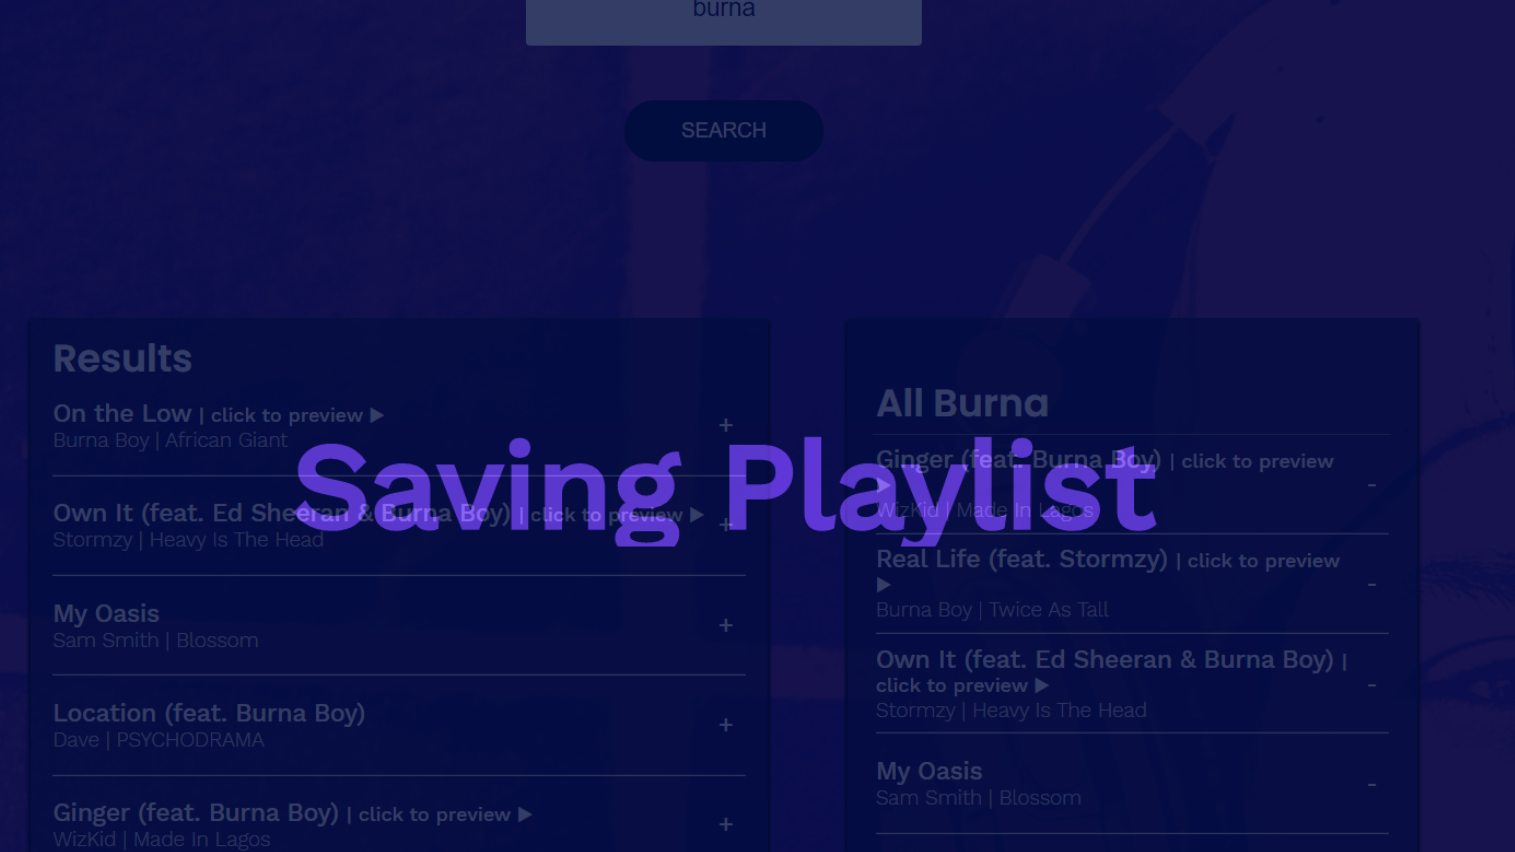 burna
SEARCH
Results
On the Low | click to preview ▶
Burna Boy | African Giant
+
Own It (feat. Ed Sheeran & Burna Boy) | click to preview ▶
Stormzy | Heavy Is The Head
+
My Oasis
Sam Smith | Blossom
+
Location (feat. Burna Boy)
Dave | PSYCHODRAMA
+
Ginger (feat. Burna Boy) | click to preview ▶
WizKid | Made In Lagos
+
Saving Playlist
All Burna
Ginger (feat. Burna Boy) | click to preview
▶
WizKid | Made In Lagos
-
Real Life (feat. Stormzy) | click to preview
▶
Burna Boy | Twice As Tall
-
Own It (feat. Ed Sheeran & Burna Boy) |
click to preview ▶
Stormzy | Heavy Is The Head
-
My Oasis
Sam Smith | Blossom
-